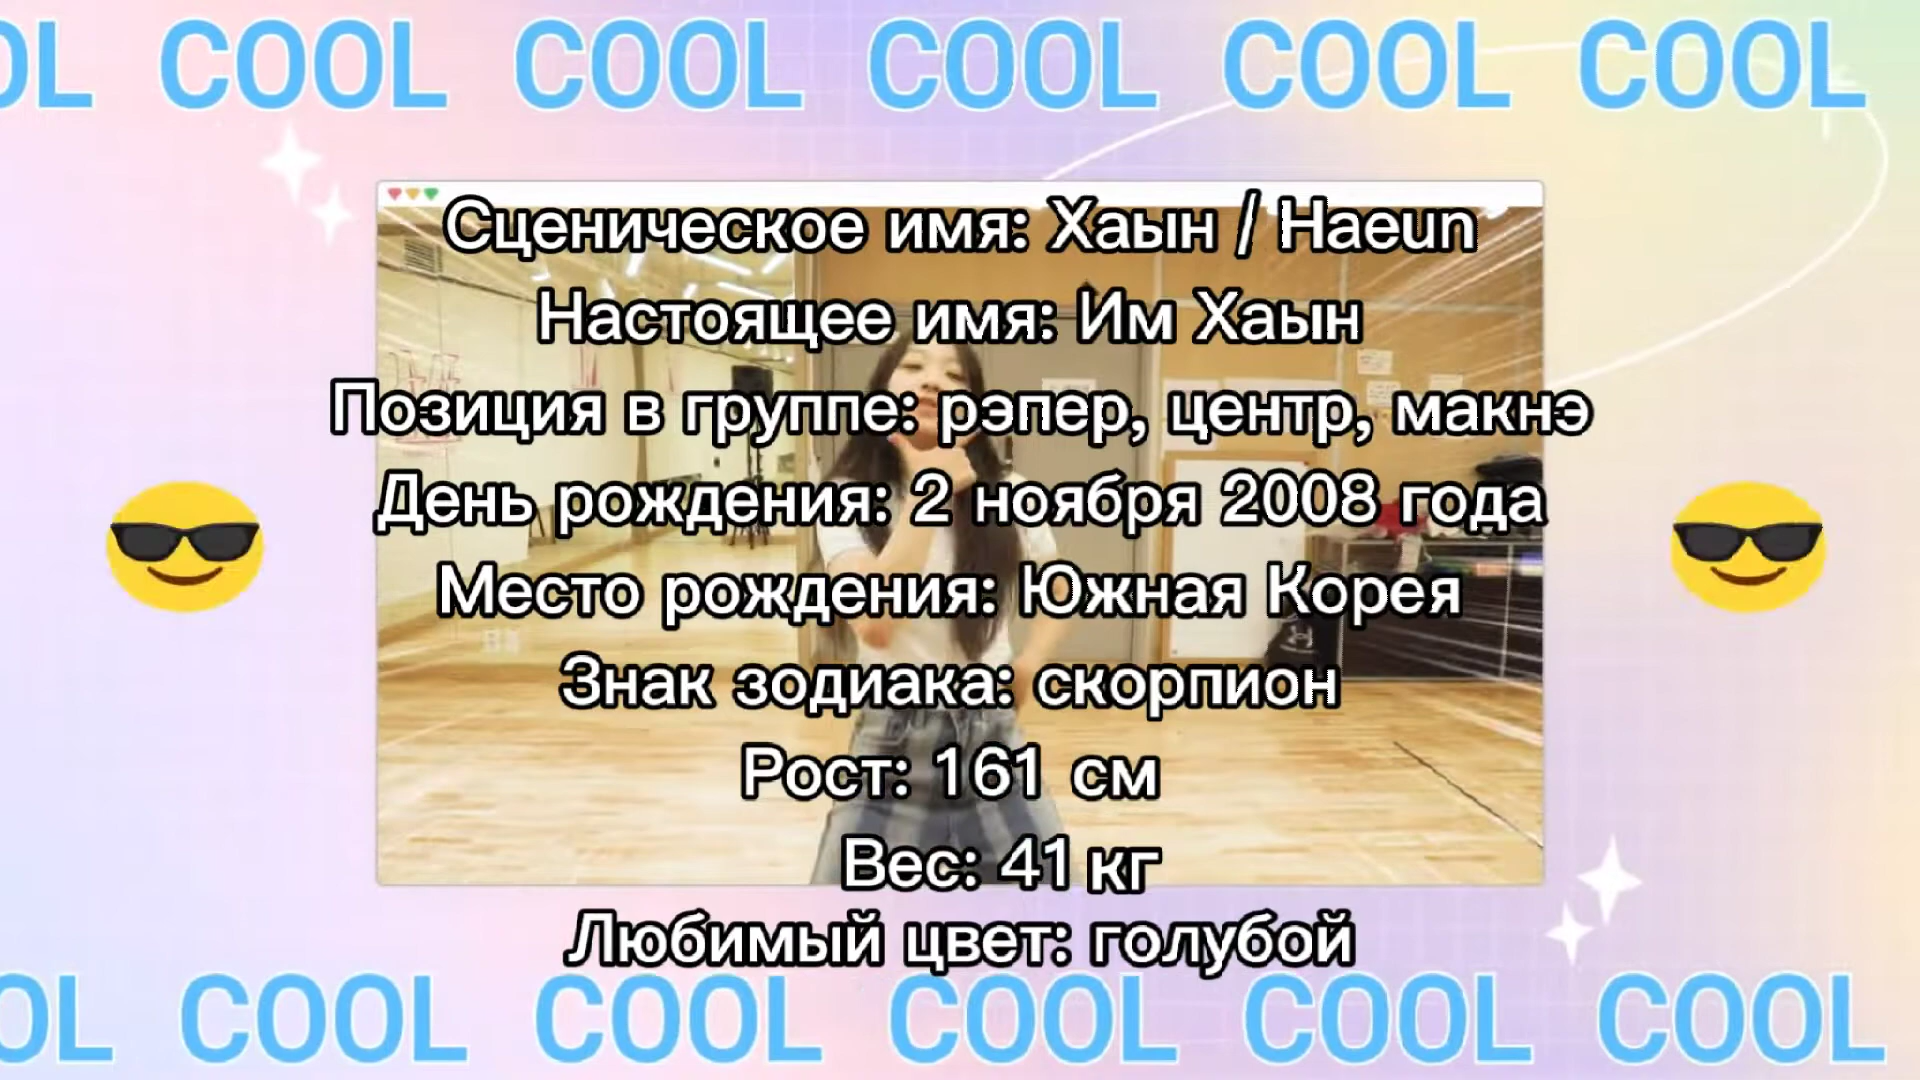 OL COOL COOL COOL COOL COOL
Сценическое имя: Хаын / Haeun
Настоящее имя: Им Хаын
Позиция в группе: рэпер, центр, макнэ
День рождения: 2 ноября 2008 года
Место рождения: Южная Корея
Знак зодиака: скорпион
Рост: 161 см
Вес: 41 кг
Любимый цвет: голубой
OL COOL COOL COOL COOL COOL